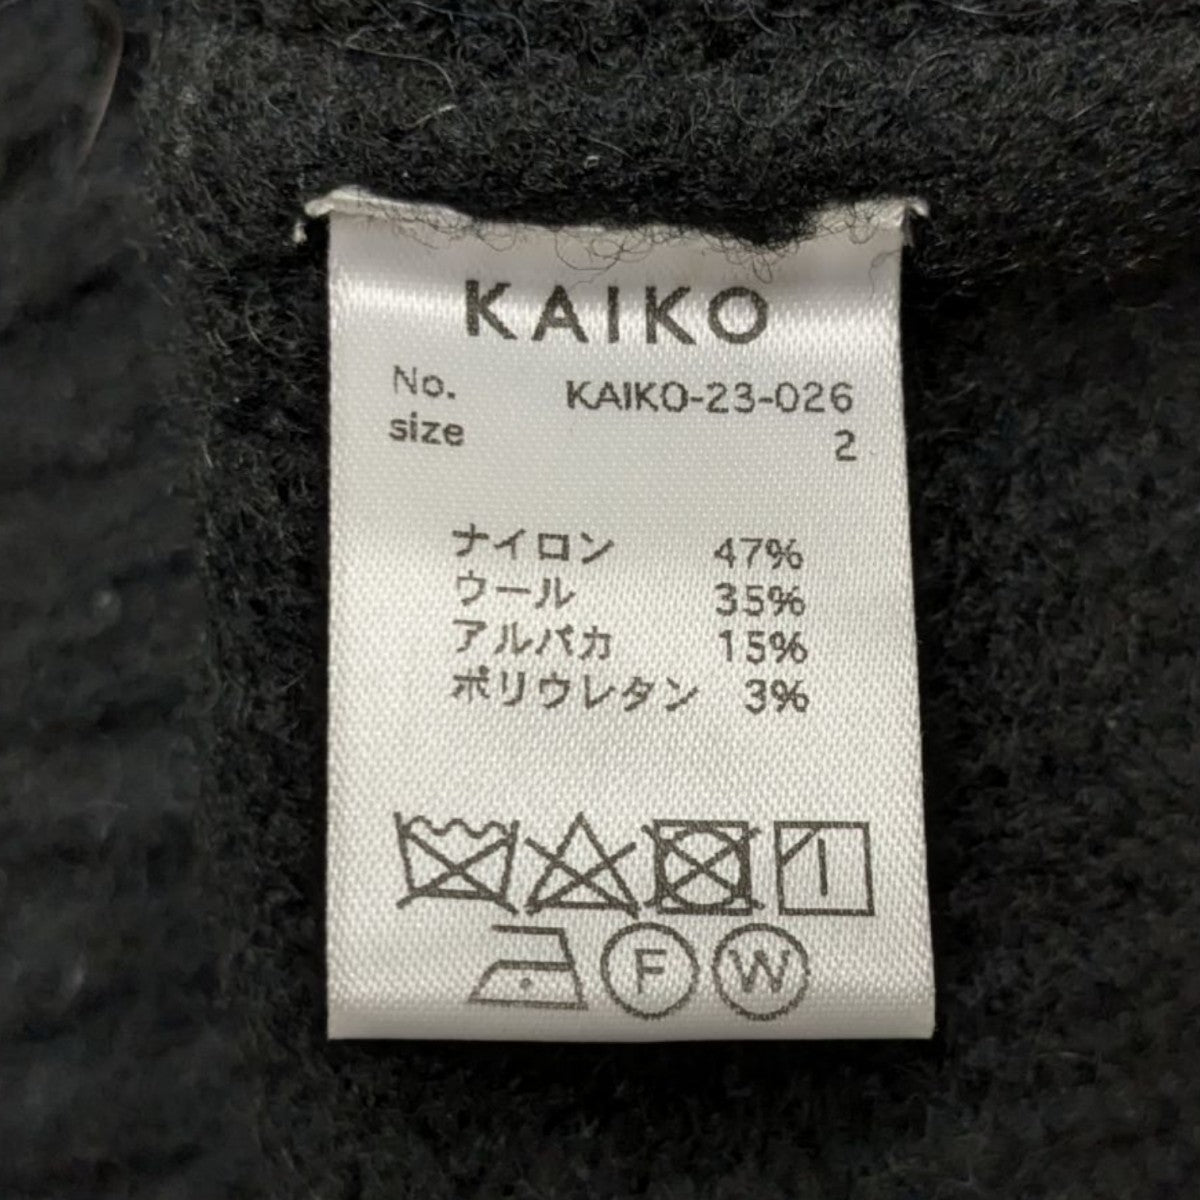 KAIKO
No. KAIKO-23-026
size 2
ナイロン 47%
ウール 35%
アルパカ 15%
ポリウレタン 3%
F W